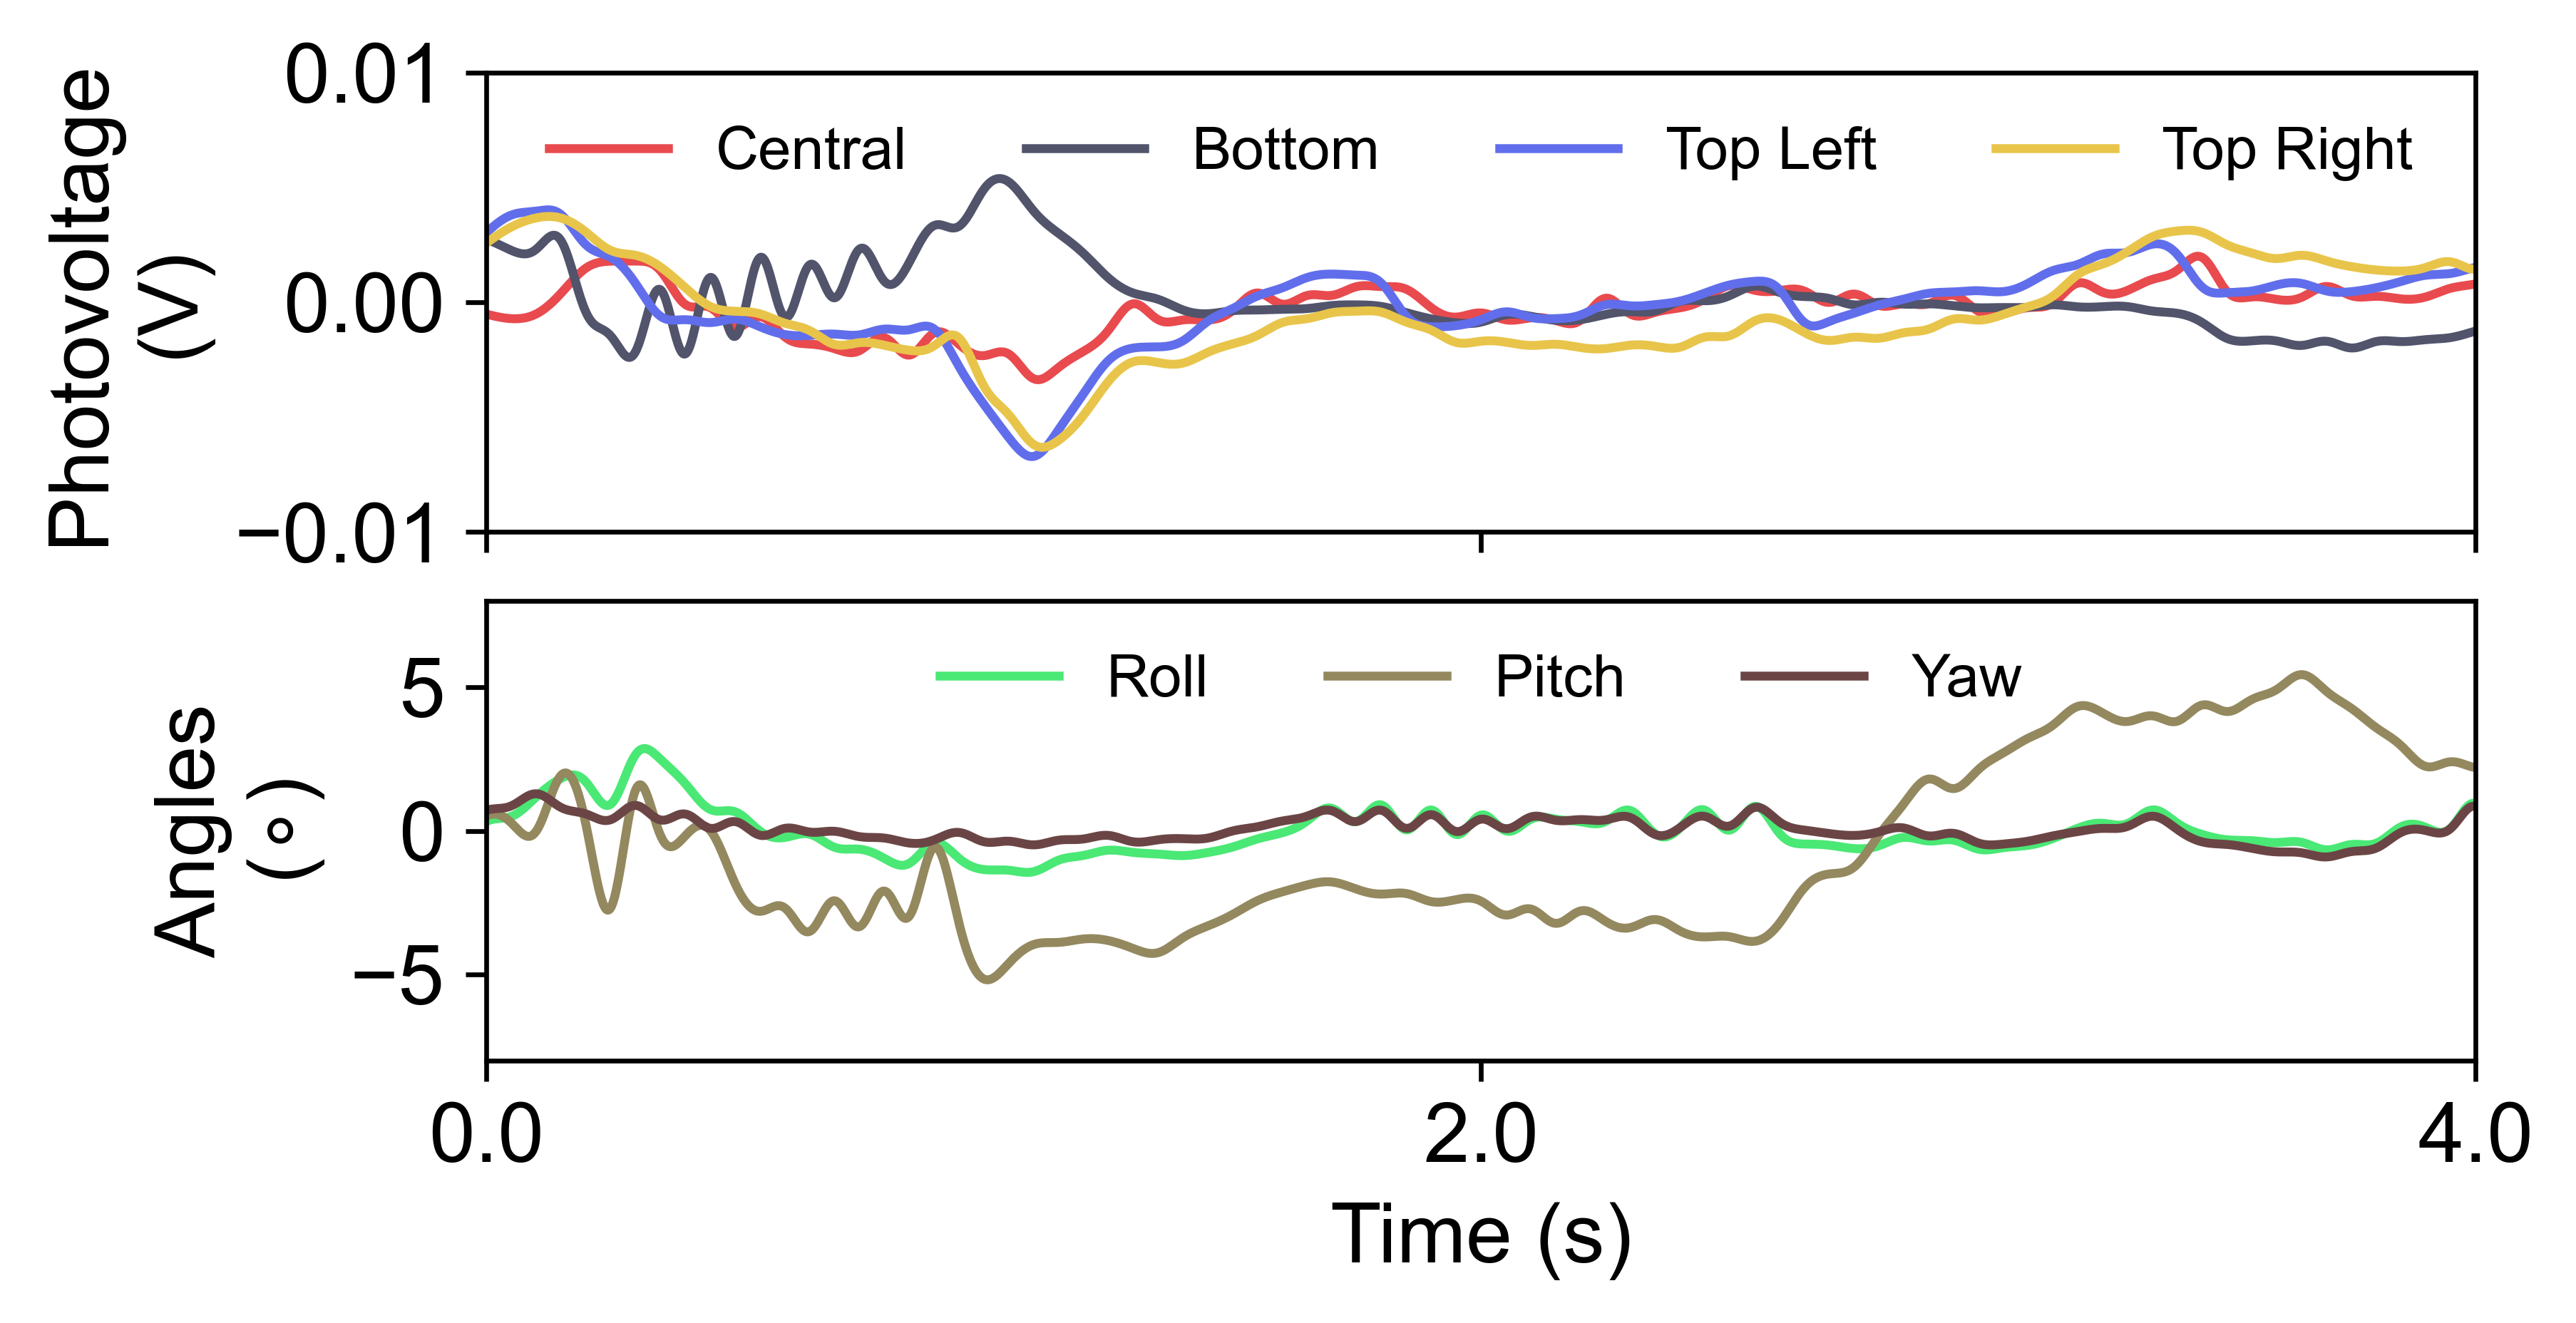 Photovoltage
(V)
0.01
0.00
−0.01
Central Bottom Top Left Top Right
Angles
(∘)
5
0
−5
Roll Pitch Yaw
0.0 2.0 4.0
Time (s)